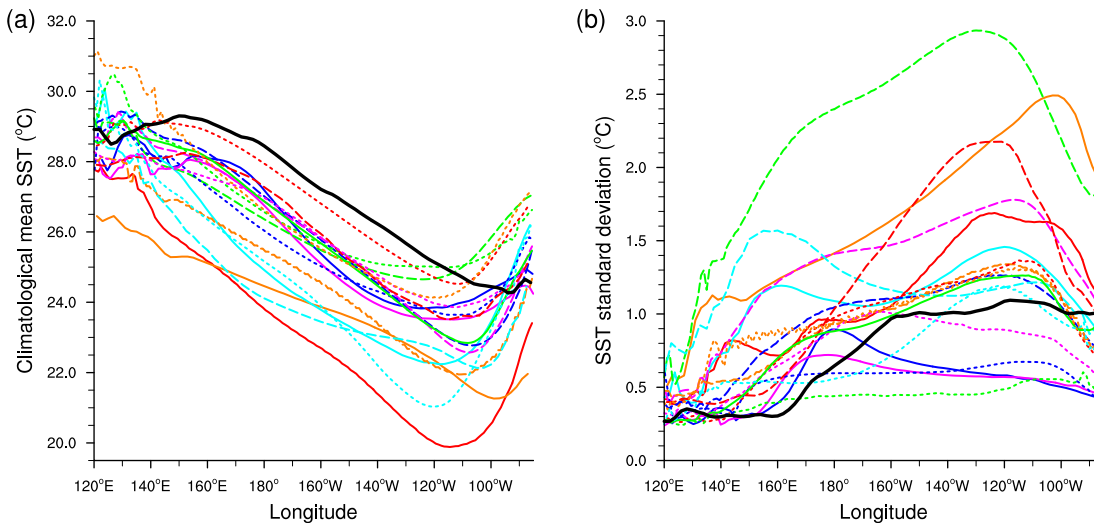 (a)
Climatological mean SST (°C)
32.0
30.0
28.0
26.0
24.0
22.0
20.0
120°E 140°E 160°E 180° 160°W 140°W 120°W 100°W
Longitude
(b)
SST standard deviation (°C)
3.0
2.5
2.0
1.5
1.0
0.5
0.0
120°E 140°E 160°E 180° 160°W 140°W 120°W 100°W
Longitude